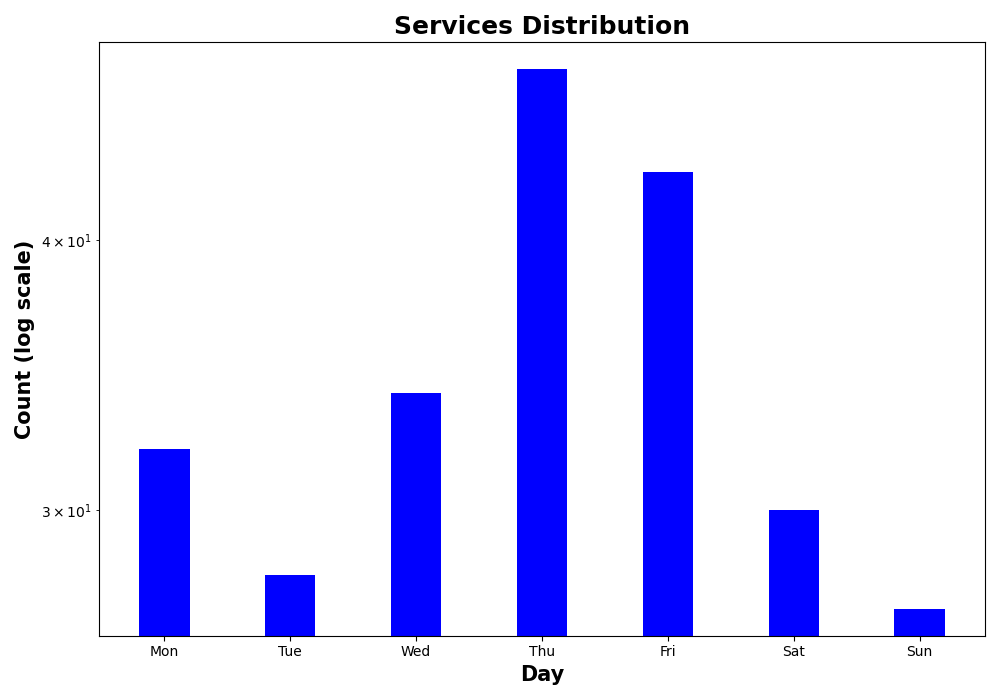 Services Distribution
Count (log scale)
4 × 10¹
3 × 10¹
Mon Tue Wed Thu Fri Sat Sun
Day